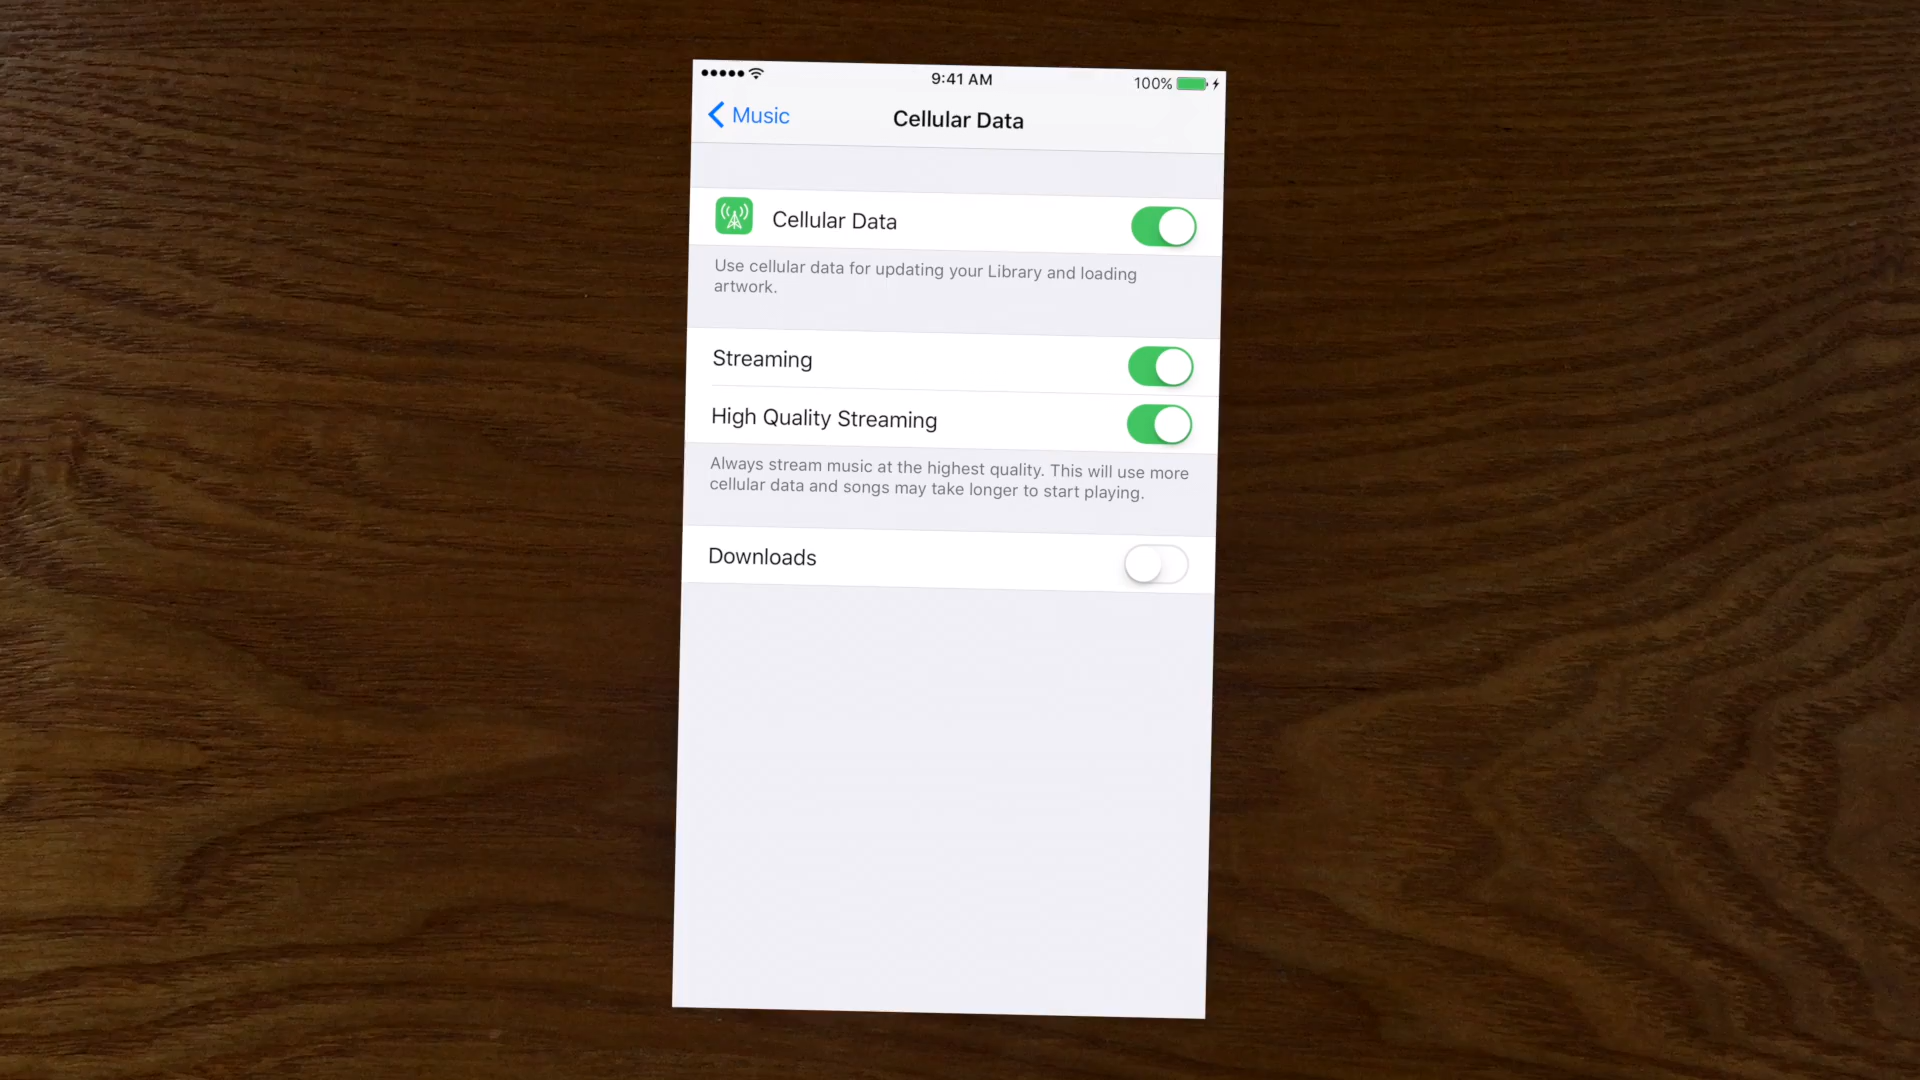 9:41 AM
100%
Music
Cellular Data
Cellular Data
Use cellular data for updating your Library and loading
artwork.
Streaming
High Quality Streaming
Always stream music at the highest quality. This will use more
cellular data and songs may take longer to start playing.
Downloads